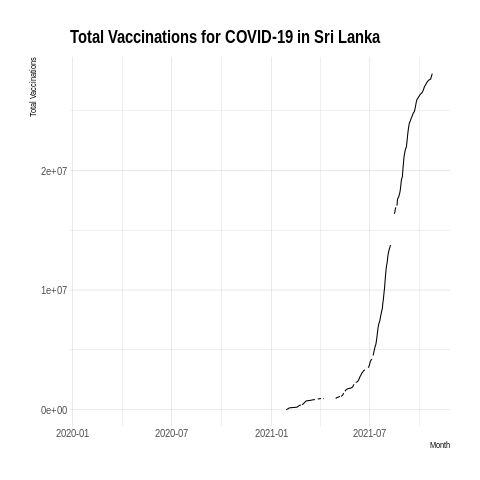 Total Vaccinations for COVID-19 in Sri Lanka
Total Vaccinations
2e+07
1e+07
0e+00
2020-01 2020-07 2021-01 2021-07
Month